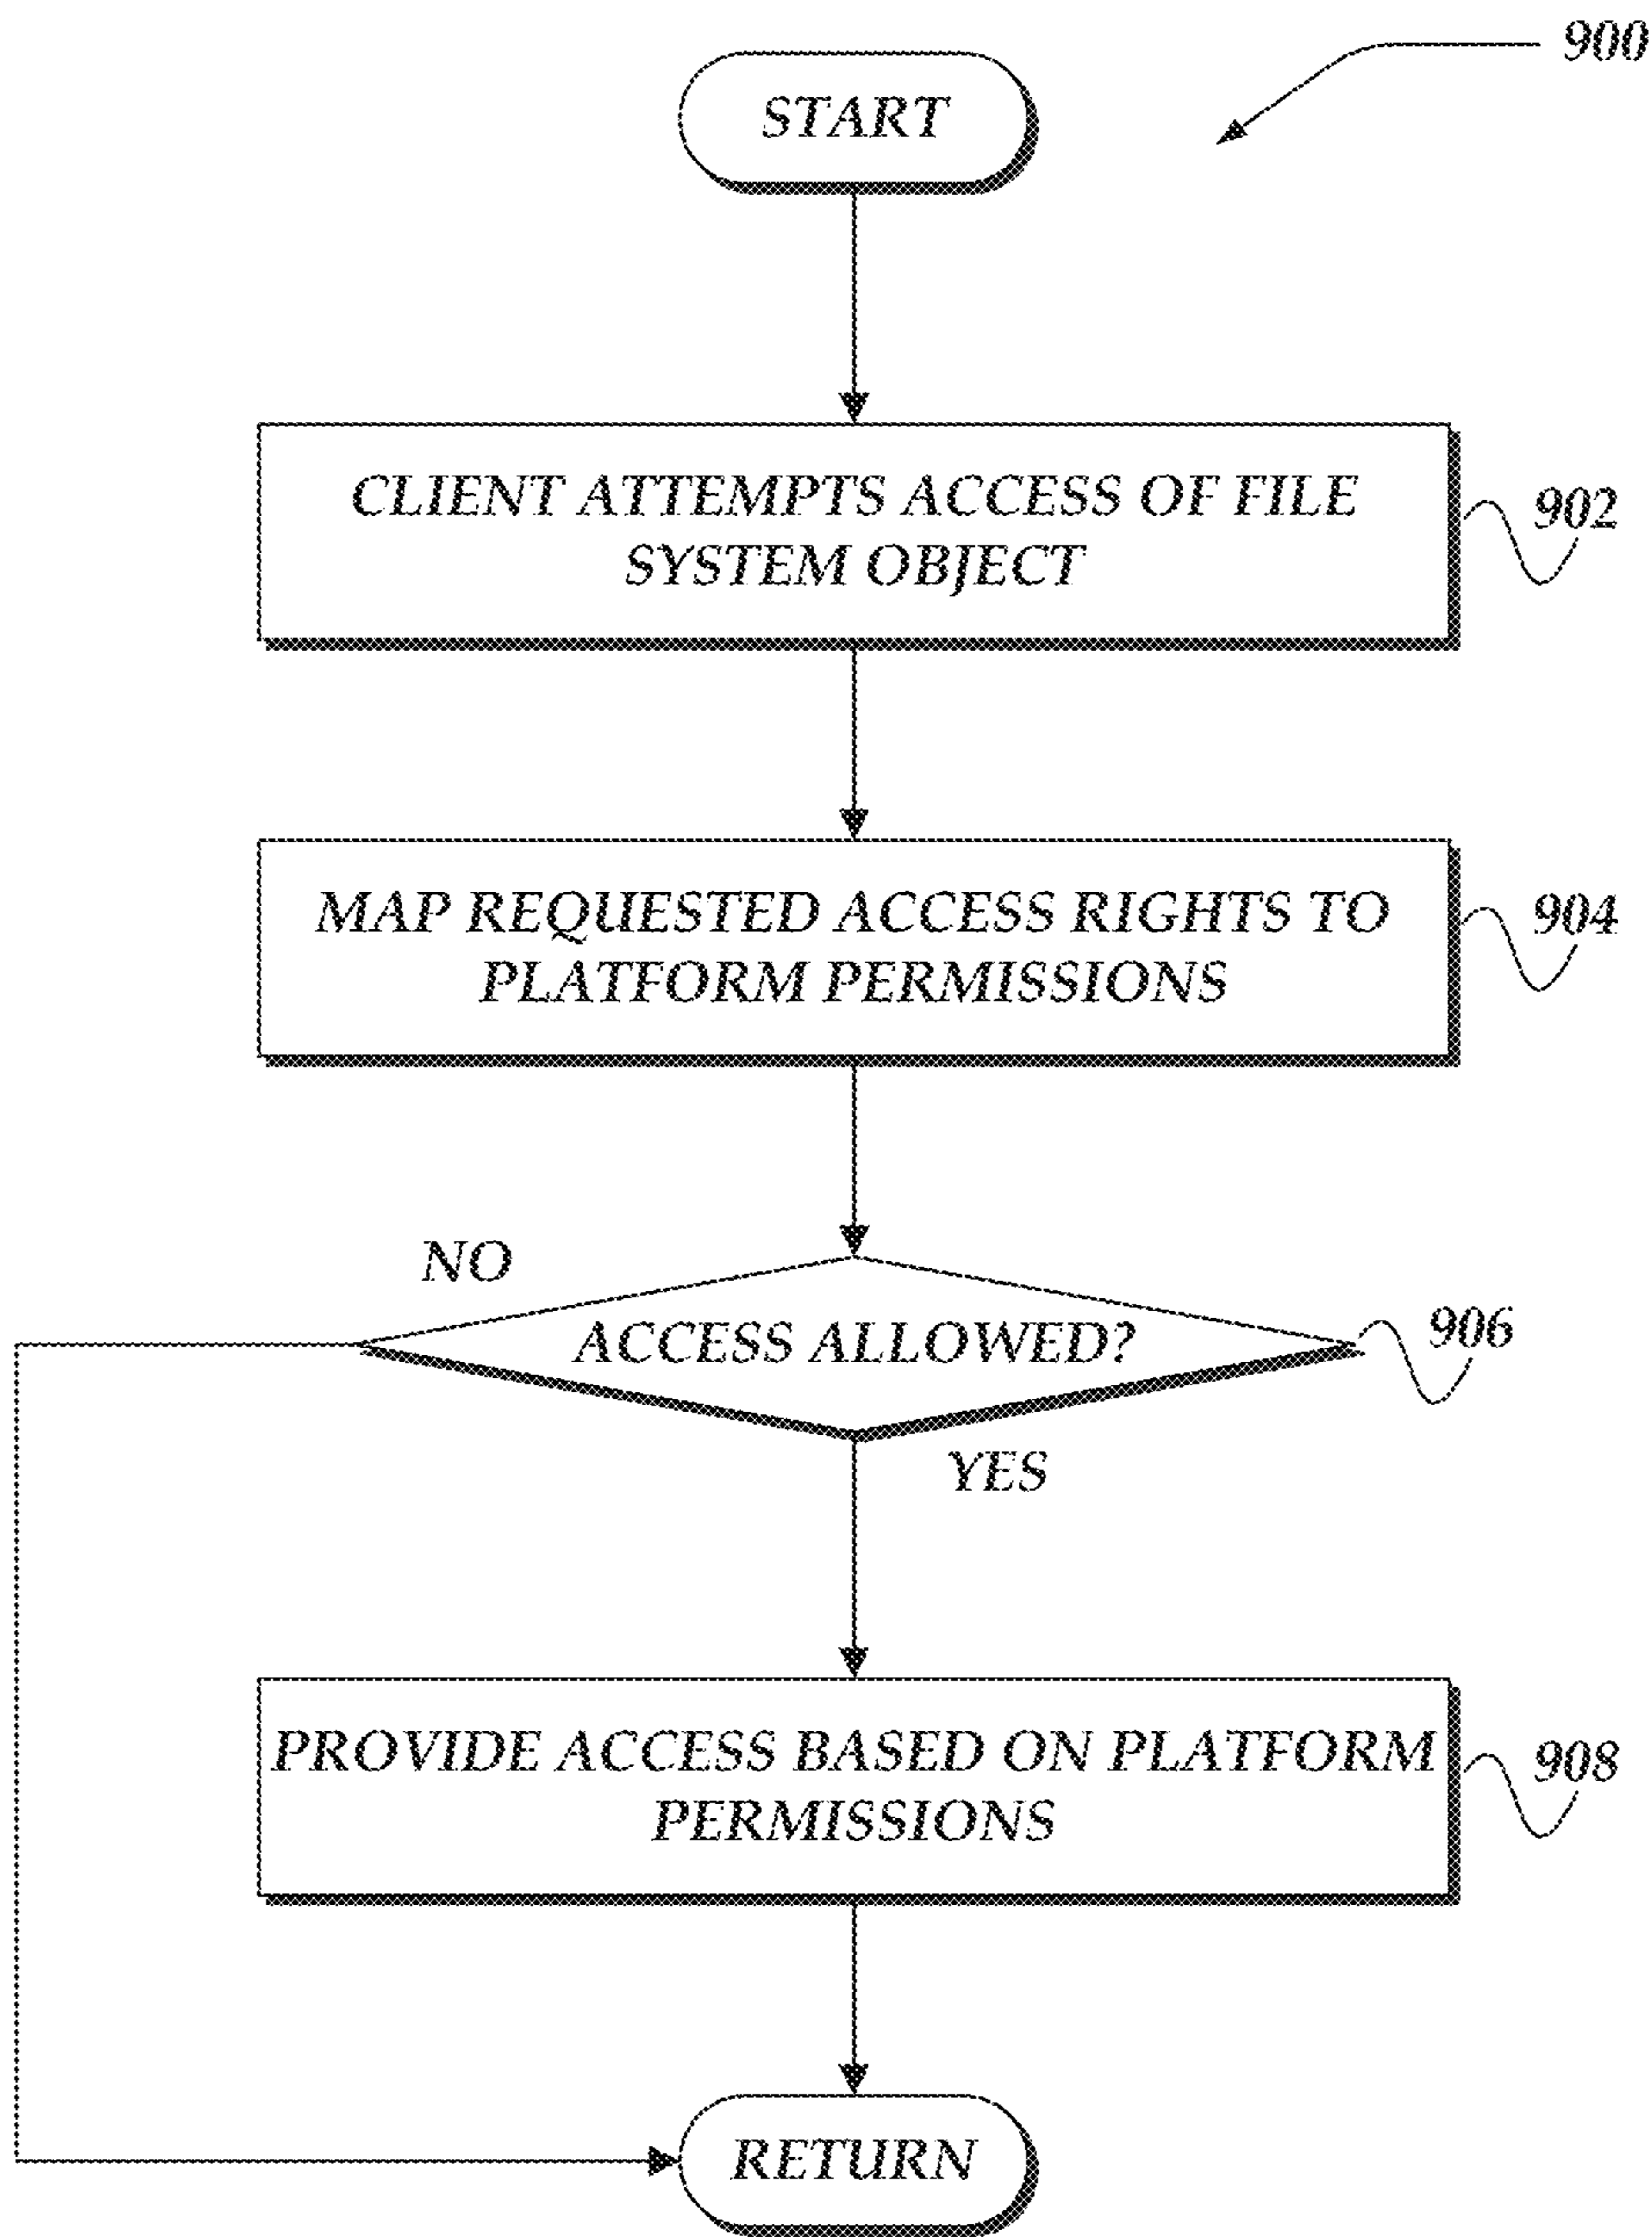 900
START
CLIENT ATTEMPTS ACCESS OF FILE
SYSTEM OBJECT
902
MAP REQUESTED ACCESS RIGHTS TO
PLATFORM PERMISSIONS
904
NO
ACCESS ALLOWED?
906
YES
PROVIDE ACCESS BASED ON PLATFORM
PERMISSIONS
908
RETURN